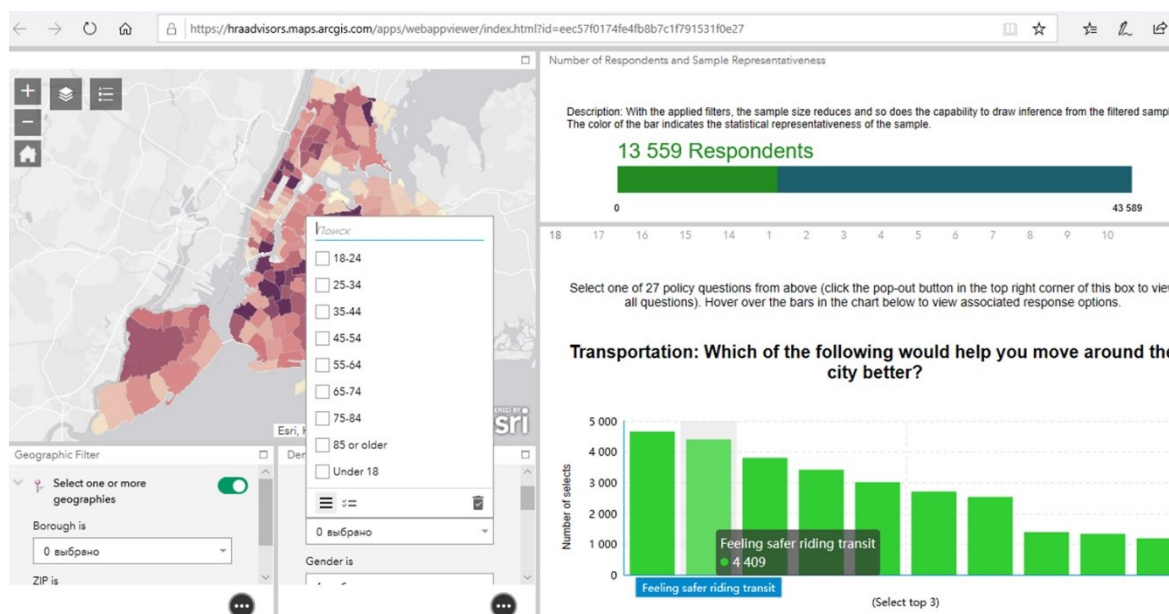 https://hraadvisors.maps.arcgis.com/apps/webappviewer/index.html?id=eec57f0174fe4fb8b7c1f791531f0e27
Number of Respondents and Sample Representativeness
Description: With the applied filters, the sample size reduces and so does the capability to draw inference from the filtered sampl
The color of the bar indicates the statistical representativeness of the sample.
13 559 Respondents
0
43 589
18 17 16 15 14 1 2 3 4 5 6 7 8 9 10
Select one of 27 policy questions from above (click the pop-out button in the top right corner of this box to view
all questions). Hover over the bars in the chart below to view associated response options.
Transportation: Which of the following would help you move around the
city better?
Number of selects
5 000
4 000
3 000
2 000
1 000
0
Feeling safer riding transit
4 409
Feeling safer riding transit
(Select top 3)
Поиск
18-24
25-34
35-44
45-54
55-64
65-74
75-84
85 or older
Under 18
0 выбрано
Gender is
Esri,
esri
Geographic Filter
Select one or more
geographies
Borough is
0 выбрано
ZIP is